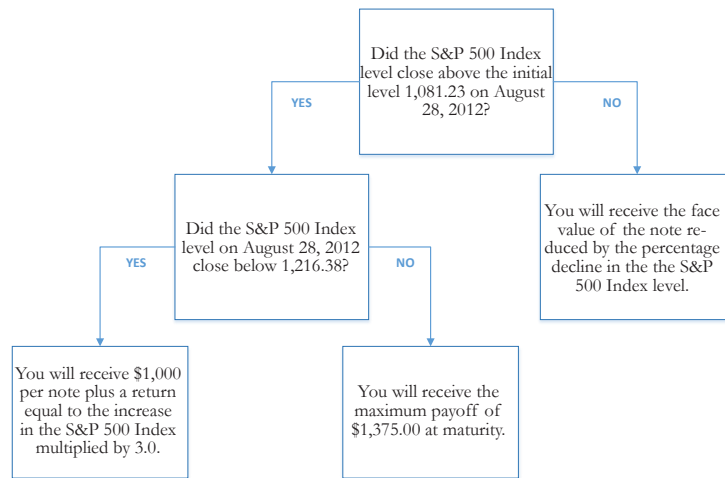 Did the S&P 500 Index
level close above the initial
level 1,081.23 on August
28, 2012?
YES
NO
Did the S&P 500 Index
level on August 28, 2012
close below 1,216.38?
You will receive the face
value of the note re-
duced by the percentage
decline in the the S&P
500 Index level.
YES
NO
You will receive $1,000
per note plus a return
equal to the increase
in the S&P 500 Index
multiplied by 3.0.
You will receive the
maximum payoff of
$1,375.00 at maturity.